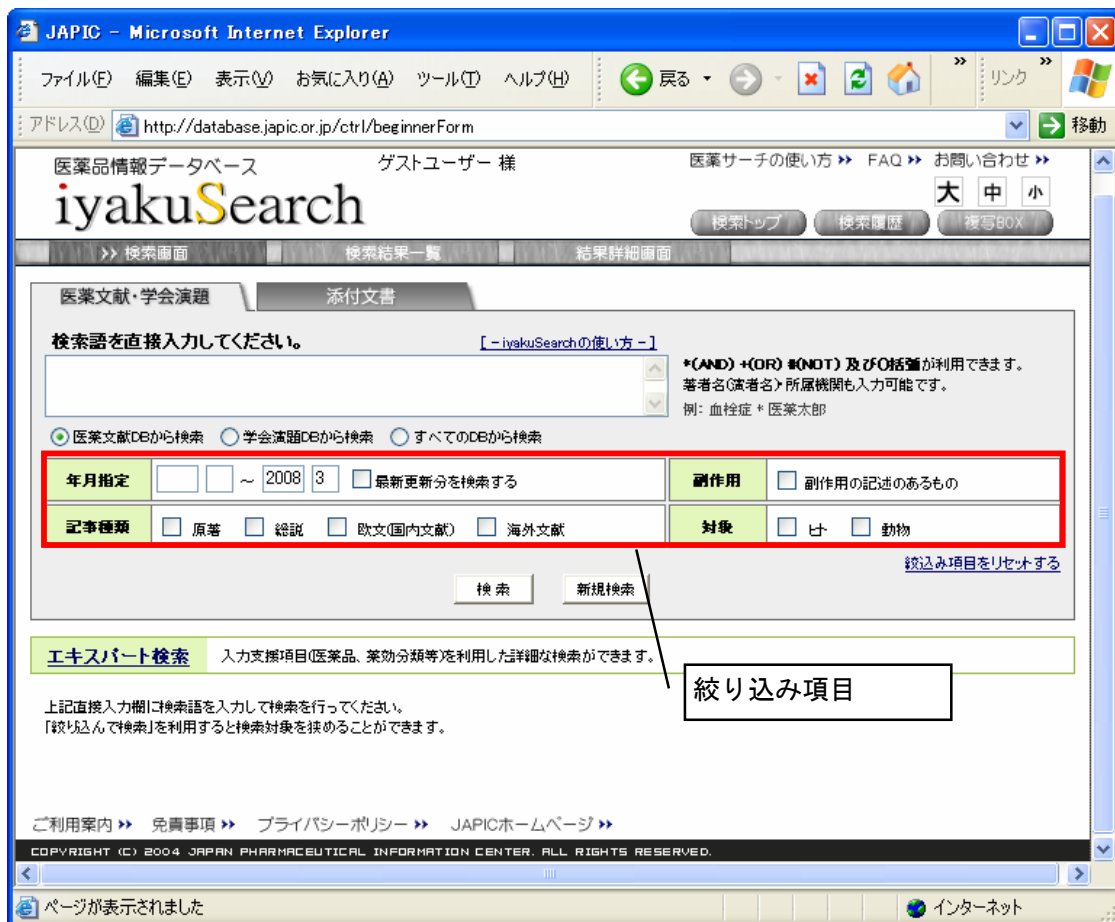 JAPIC - Microsoft Internet Explorer
ファイル(F) 編集(E) 表示(V) お気に入り(A) ツール(T) ヘルプ(H) 戻る リンク
アドレス(D) http://database.japic.or.jp/ctrl/beginnerForm 移動
医薬品情報データベース ゲストユーザー 様 医薬サーチの使い方 FAQ お問い合わせ
iyakuSearch 大 中 小
検索トップ 検索履歴 複写BOX
>> 検索画面 検索結果一覧 結果詳細画面
医薬文献・学会演題 添付文書
検索語を直接入力してください。 [－iyakuSearchの使い方－]
*(AND) +(OR) #(NOT) 及び()括弧が利用できます。
著者名(演者名)・所属機関も入力可能です。
例: 血栓症 * 医薬太郎
医薬文献DBから検索 学会演題DBから検索 すべてのDBから検索
年月指定 ～ 2008 3 最新更新分を検索する 副作用 副作用の記述のあるもの
記事種類 原著 総説 欧文(国内文献) 海外文献 対象 ヒト 動物
絞込み項目をリセットする
検 索 新規検索
エキスパート検索 入力支援項目(医薬品、薬効分類等)を利用した詳細な検索ができます。
絞り込み項目
上記直接入力欄に検索語を入力して検索を行ってください。
「絞り込んで検索」を利用すると検索対象を狭めることができます。
ご利用案内 免責事項 プライバシーポリシー JAPICホームページ
COPYRIGHT (C) 2004 JAPAN PHARMACEUTICAL INFORMATION CENTER. ALL RIGHTS RESERVED.
ページが表示されました インターネット